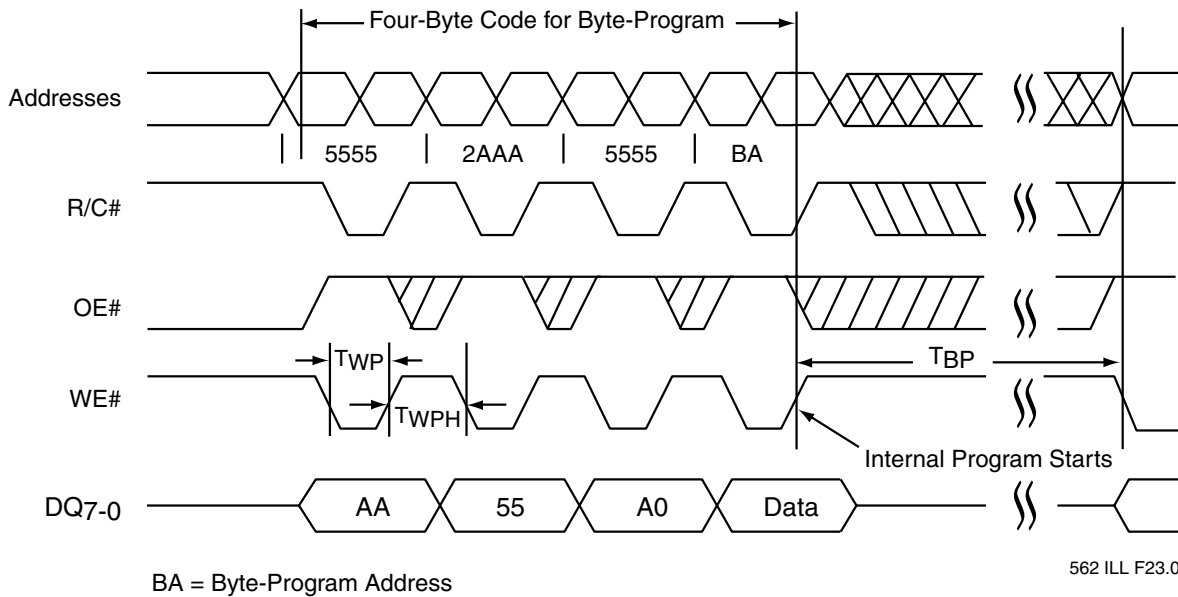 Four-Byte Code for Byte-Program
Addresses
5555 2AAA 5555 BA
R/C#
OE#
TWP
TBP
WE#
TWPH
Internal Program Starts
DQ7-0
AA 55 A0 Data
562 ILL F23.0
BA = Byte-Program Address